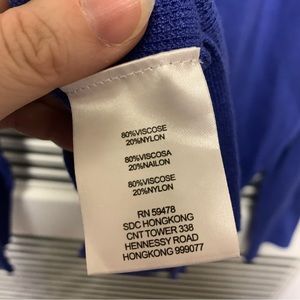 80%VISCOSE
20%NYLON
80%VISCOSA
20%NAILON
80%VISCOSE
20%NYLON
RN 59478
SDC HONGKONG
CNT TOWER 338
HENNESSY ROAD
HONGKONG 999077